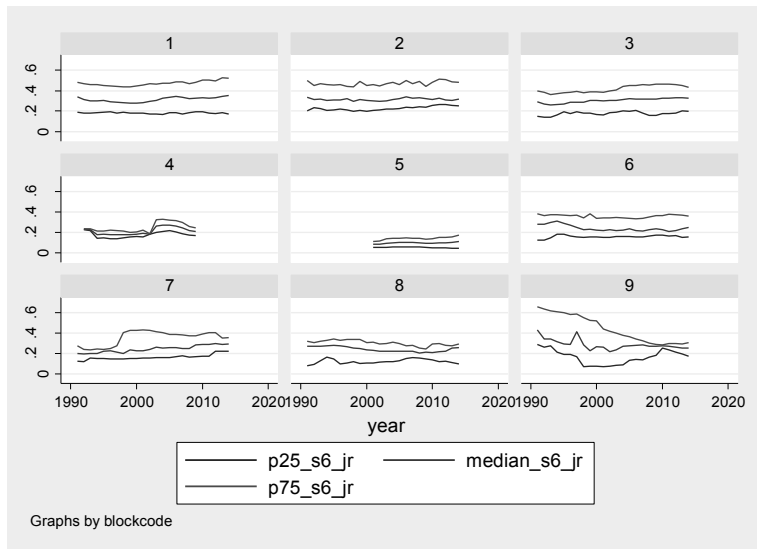 1 2 3
0 .2 .4 .6
4 5 6
0 .2 .4 .6
7 8 9
0 .2 .4 .6
1990 2000 2010 2020 1990 2000 2010 2020 1990 2000 2010 2020
year
p25_s6_jr median_s6_jr
p75_s6_jr
Graphs by blockcode